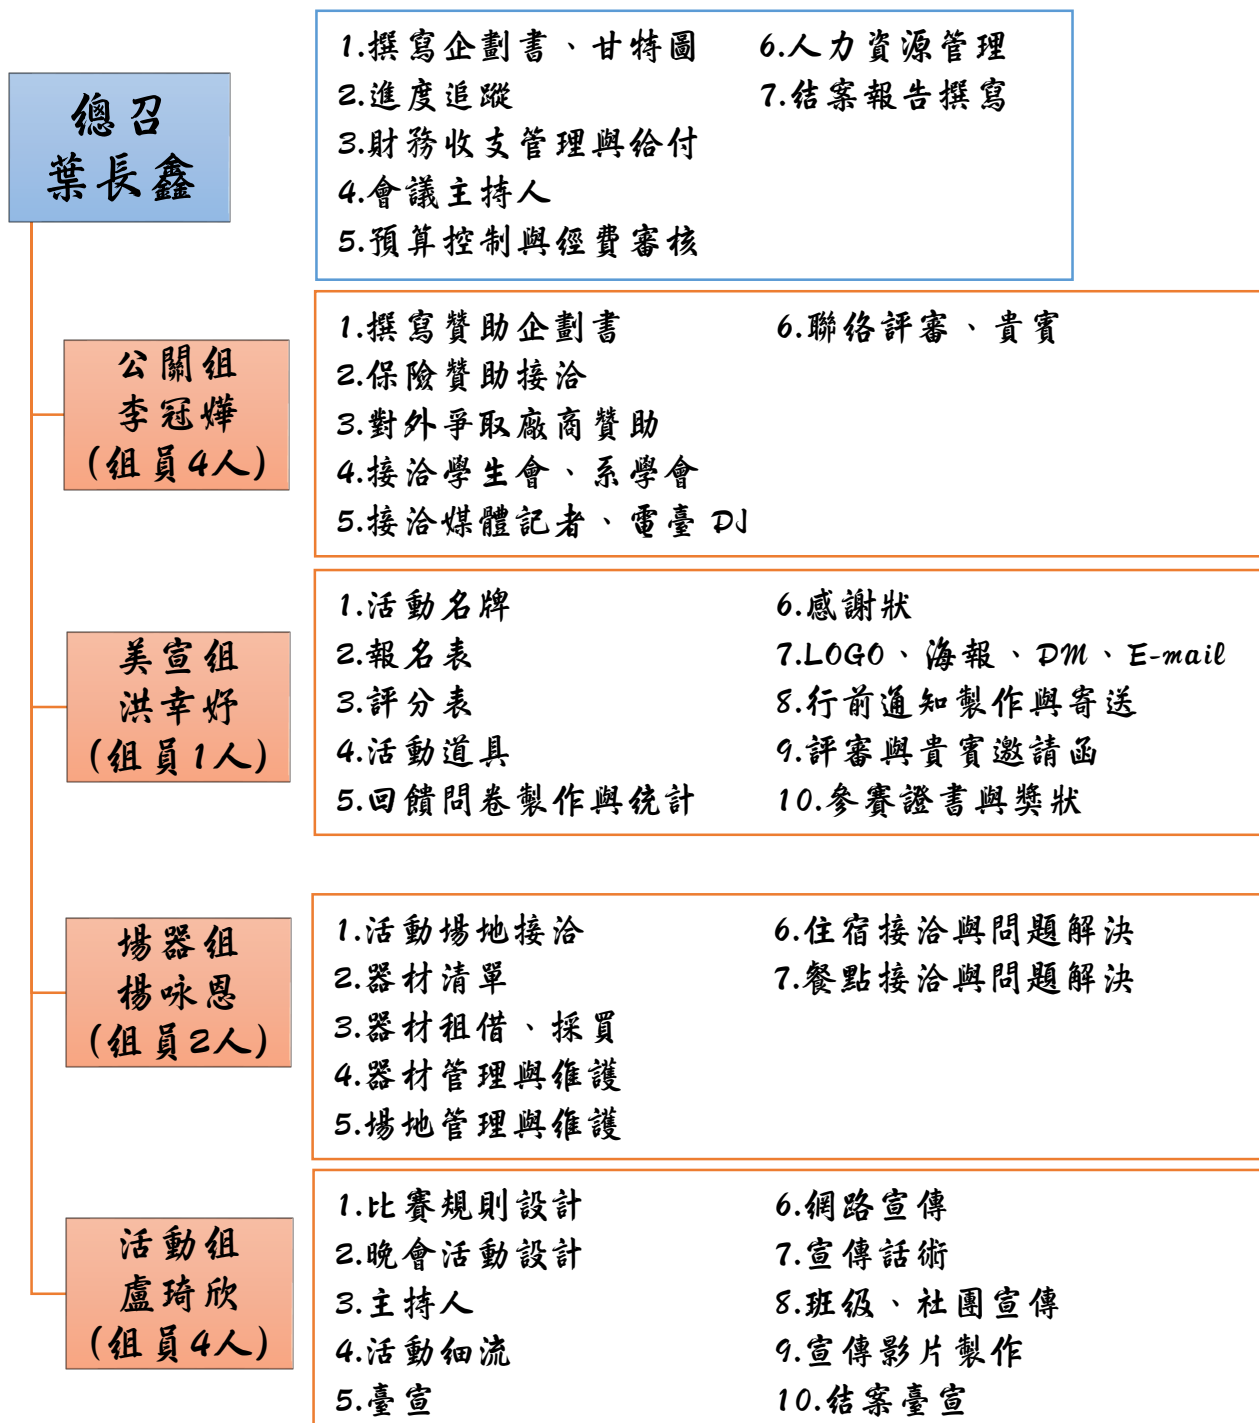 總召
葉長鑫
1.撰寫企劃書、甘特圖
2.進度追蹤
3.財務收支管理與給付
4.會議主持人
5.預算控制與經費審核
6.人力資源管理
7.結案報告撰寫
公關組
李冠嬅
(組員4人)
1.撰寫贊助企劃書
2.保險贊助接洽
3.對外爭取廠商贊助
4.接洽學生會、系學會
5.接洽媒體記者、電臺 DJ
6.聯絡評審、貴賓
美宣組
洪幸妤
(組員1人)
1.活動名牌
2.報名表
3.評分表
4.活動道具
5.回饋問卷製作與統計
6.感謝狀
7.LOGO、海報、DM、E-mail
8.行前通知製作與寄送
9.評審與貴賓邀請函
10.參賽證書與獎狀
場器組
楊咏恩
(組員2人)
1.活動場地接洽
2.器材清單
3.器材租借、採買
4.器材管理與維護
5.場地管理與維護
6.住宿接洽與問題解決
7.餐點接洽與問題解決
活動組
盧琦欣
(組員4人)
1.比賽規則設計
2.晚會活動設計
3.主持人
4.活動細流
5.臺宣
6.網路宣傳
7.宣傳話術
8.班級、社團宣傳
9.宣傳影片製作
10.結案臺宣